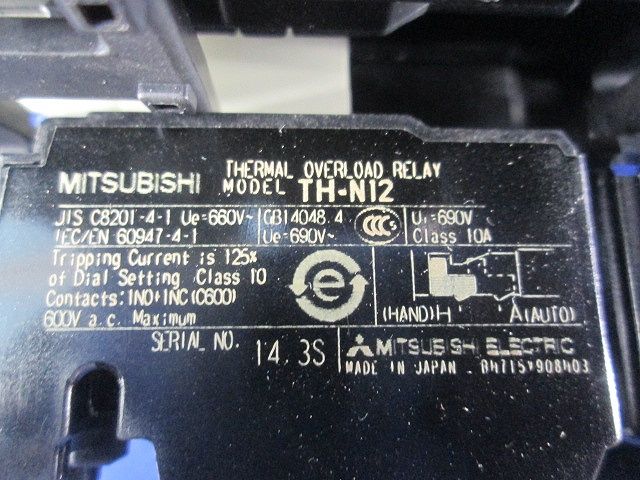 THERMAL OVERLOAD RELAY
MITSUBISHI MODEL TH-N12
JIS C8201-4-1 Ue=660V~ GB14048.4 CCC Ui=690V
IEC/EN 60947-4-1 Ue=690V~ Class 10A
Tripping Current is 125%
of Dial Setting Class 10
Contacts:1NO+1NC(C600)
600V a.c. Maximum
e
(HAND)H A(AUTO)
SERIAL NO. 14.3S MITSUBISHI ELECTRIC
MADE IN JAPAN